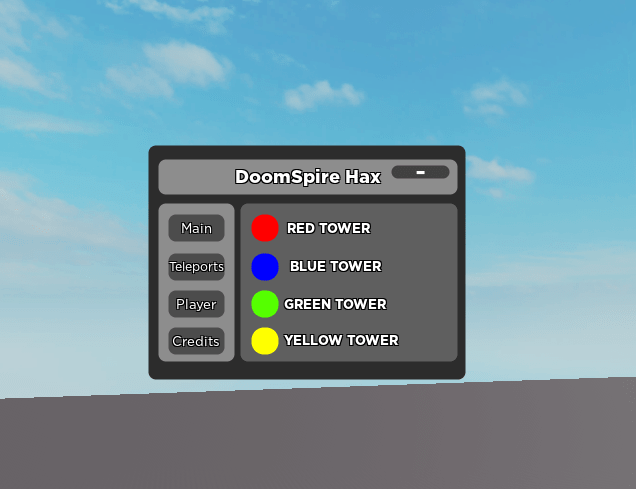 DoomSpire Hax
-
Main
Teleports
Player
Credits
RED TOWER
BLUE TOWER
GREEN TOWER
YELLOW TOWER